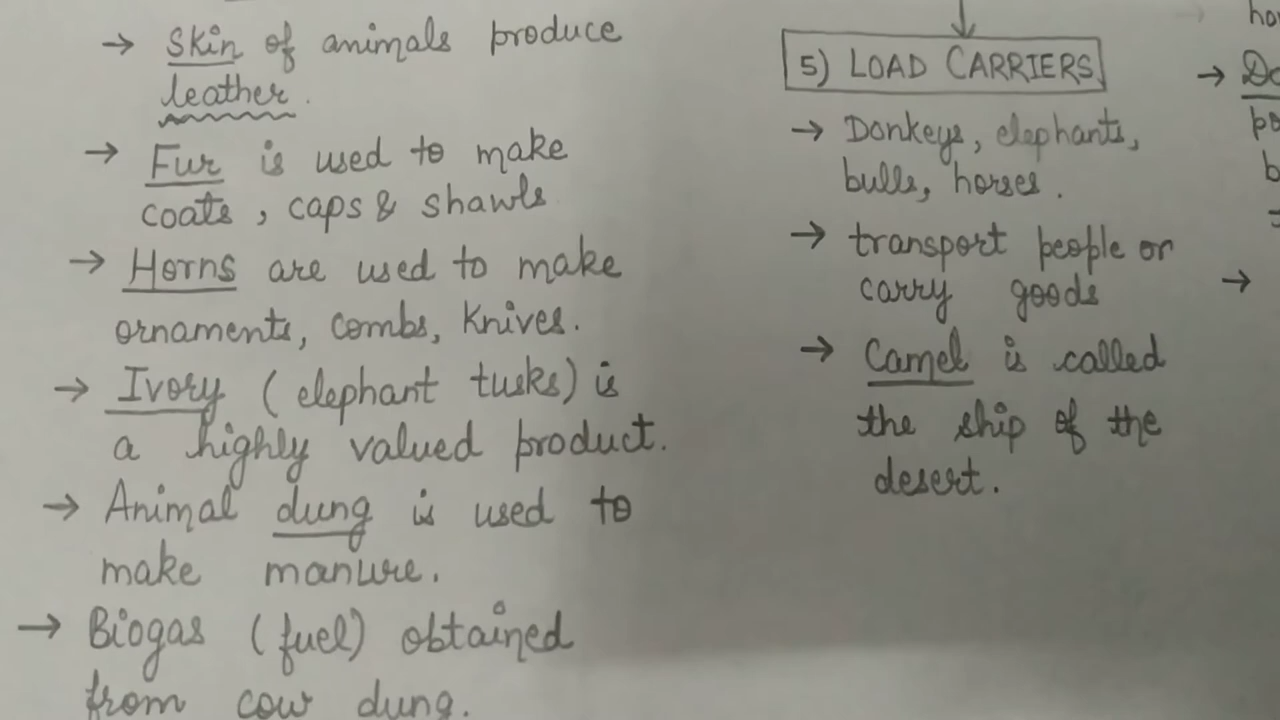 → Skin of animals produce
leather.
→ Fur is used to make
coats, caps & shawls
→ Horns are used to make
ornaments, combs, knives.
→ Ivory (elephant tusks) is
a highly valued product.
→ Animal dung is used to
make manure.
→ Biogas (fuel) obtained
from cow dung.
5) LOAD CARRIERS
→ Donkeys, elephants,
bulls, horses.
→ transport people or
carry goods
→ Camel is called
the ship of the
desert.